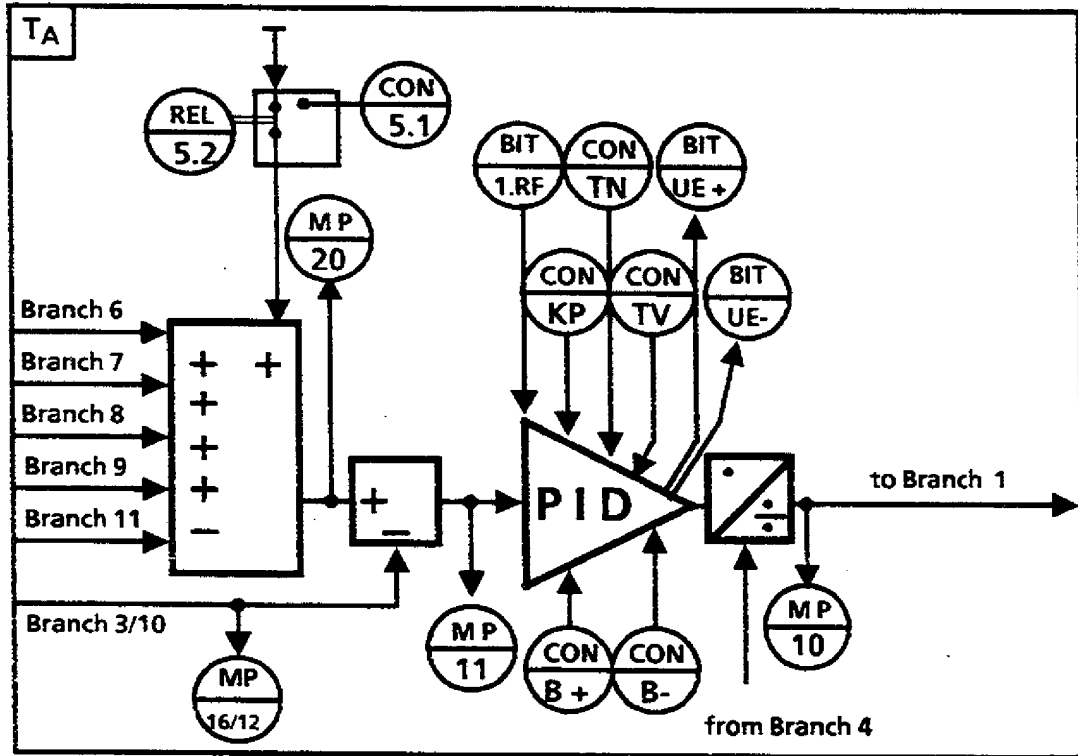 TA
REL
5.2
CON
5.1
MP
20
BIT
1.RF
CON
TN
BIT
UE +
CON
KP
CON
TV
BIT
UE-
Branch 6
Branch 7
Branch 8
Branch 9
Branch 11
+ +
+
+
+
−
+
−
PID
to Branch 1
Branch 3/10
MP
16/12
MP
11
CON
B +
CON
B-
MP
10
from Branch 4